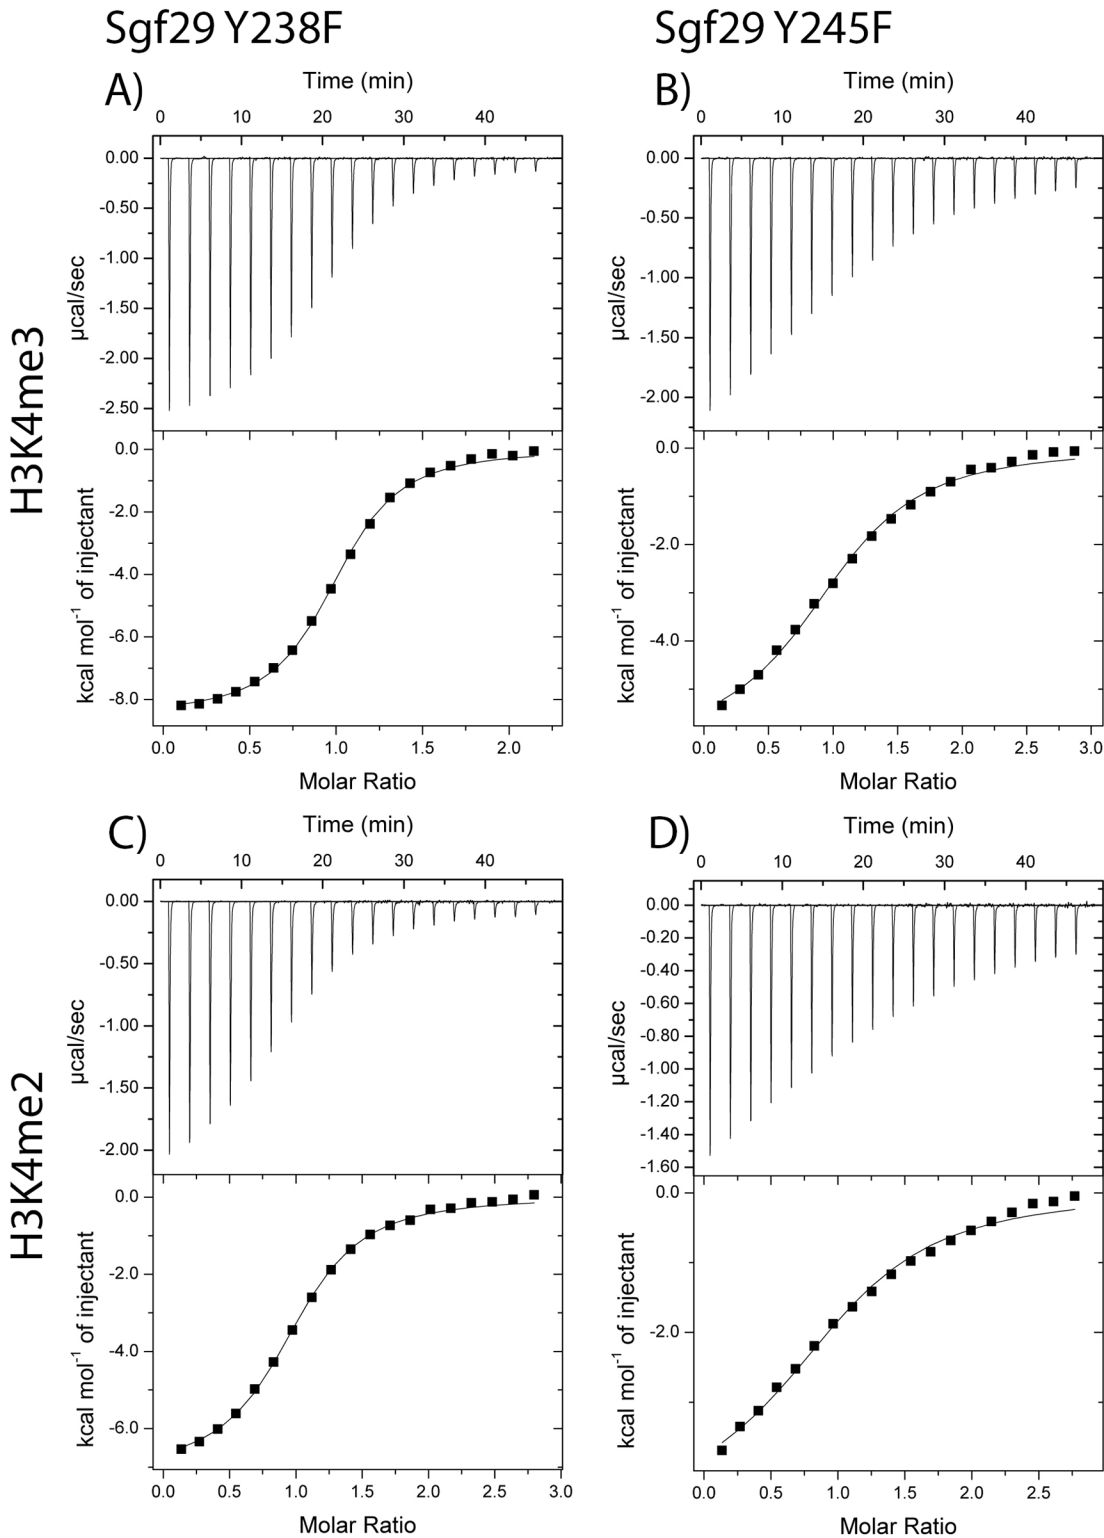 Sgf29 Y238F
Sgf29 Y245F
H3K4me3
A)
Time (min)
0 10 20 30 40
0.00
-0.50
-1.00
-1.50
-2.00
-2.50
µcal/sec
0.0
-2.0
-4.0
-6.0
-8.0
kcal mol⁻¹ of injectant
0.0 0.5 1.0 1.5 2.0
Molar Ratio
B)
Time (min)
0 10 20 30 40
0.00
-0.50
-1.00
-1.50
-2.00
µcal/sec
0.0
-2.0
-4.0
kcal mol⁻¹ of injectant
0.0 0.5 1.0 1.5 2.0 2.5 3.0
Molar Ratio
H3K4me2
C)
Time (min)
0 10 20 30 40
0.00
-0.50
-1.00
-1.50
-2.00
µcal/sec
0.0
-2.0
-4.0
-6.0
kcal mol⁻¹ of injectant
0.0 0.5 1.0 1.5 2.0 2.5 3.0
Molar Ratio
D)
Time (min)
0 10 20 30 40
0.00
-0.20
-0.40
-0.60
-0.80
-1.00
-1.20
-1.40
-1.60
µcal/sec
0.0
-2.0
kcal mol⁻¹ of injectant
0.0 0.5 1.0 1.5 2.0 2.5
Molar Ratio